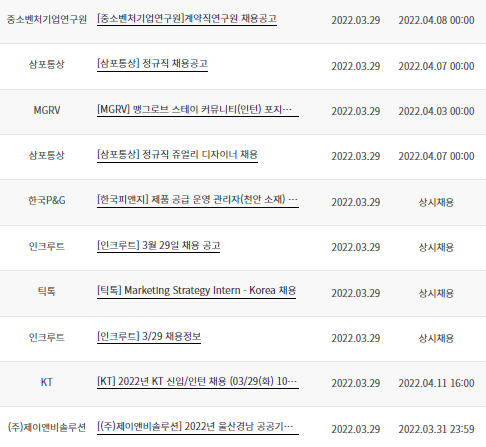 중소벤처기업연구원 [중소벤처기업연구원]계약직연구원 채용공고 2022.03.29 2022.04.08 00:00
삼포통상 [삼포통상] 정규직 채용공고 2022.03.29 2022.04.07 00:00
MGRV [MGRV] 맹그로브 스테이 커뮤니티(인턴) 포지··· 2022.03.29 2022.04.03 00:00
삼포통상 [삼포통상] 정규직 쥬얼리 디자이너 채용 2022.03.29 2022.04.07 00:00
한국P&G [한국피앤지] 제품 공급 운영 관리자(천안 소재) ··· 2022.03.29 상시채용
인크루트 [인크루트] 3월 29일 채용 공고 2022.03.29 상시채용
틱톡 [틱톡] Marketing Strategy Intern - Korea 채용 2022.03.29 상시채용
인크루트 [인크루트] 3/29 채용정보 2022.03.29 상시채용
KT [KT] 2022년 KT 신입/인턴 채용 (03/29(화) 10··· 2022.03.29 2022.04.11 16:00
(주)제이앤비솔루션 [(주)제이앤비솔루션] 2022년 울산경남 공공기··· 2022.03.29 2022.03.31 23:59